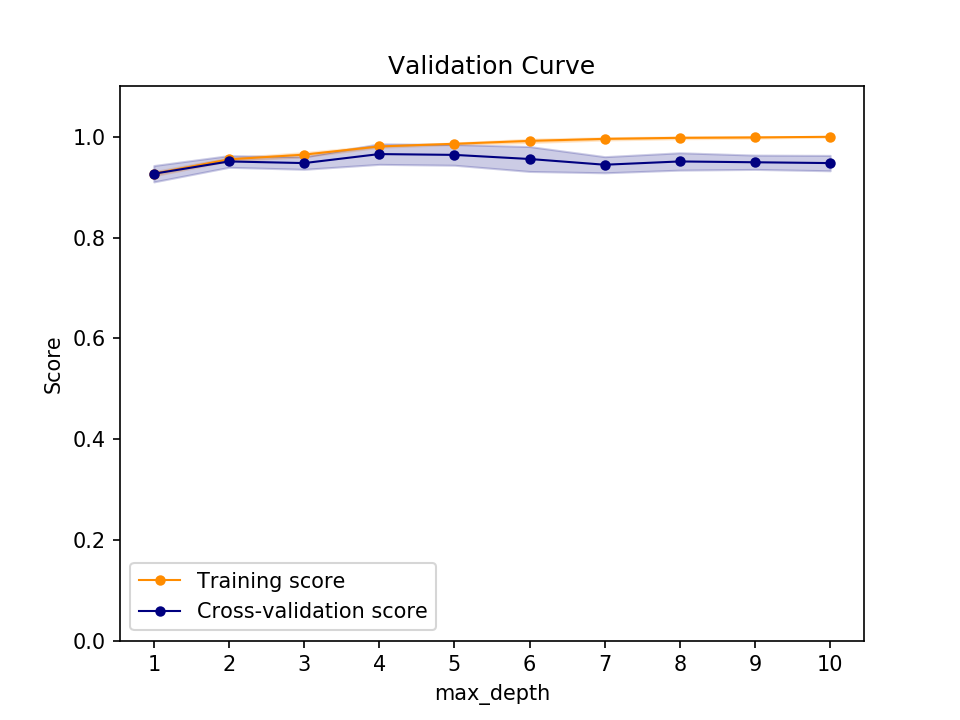 Validation Curve
1.0
0.8
0.6
0.4
0.2
0.0
Score
Training score
Cross-validation score
1 2 3 4 5 6 7 8 9 10
max_depth